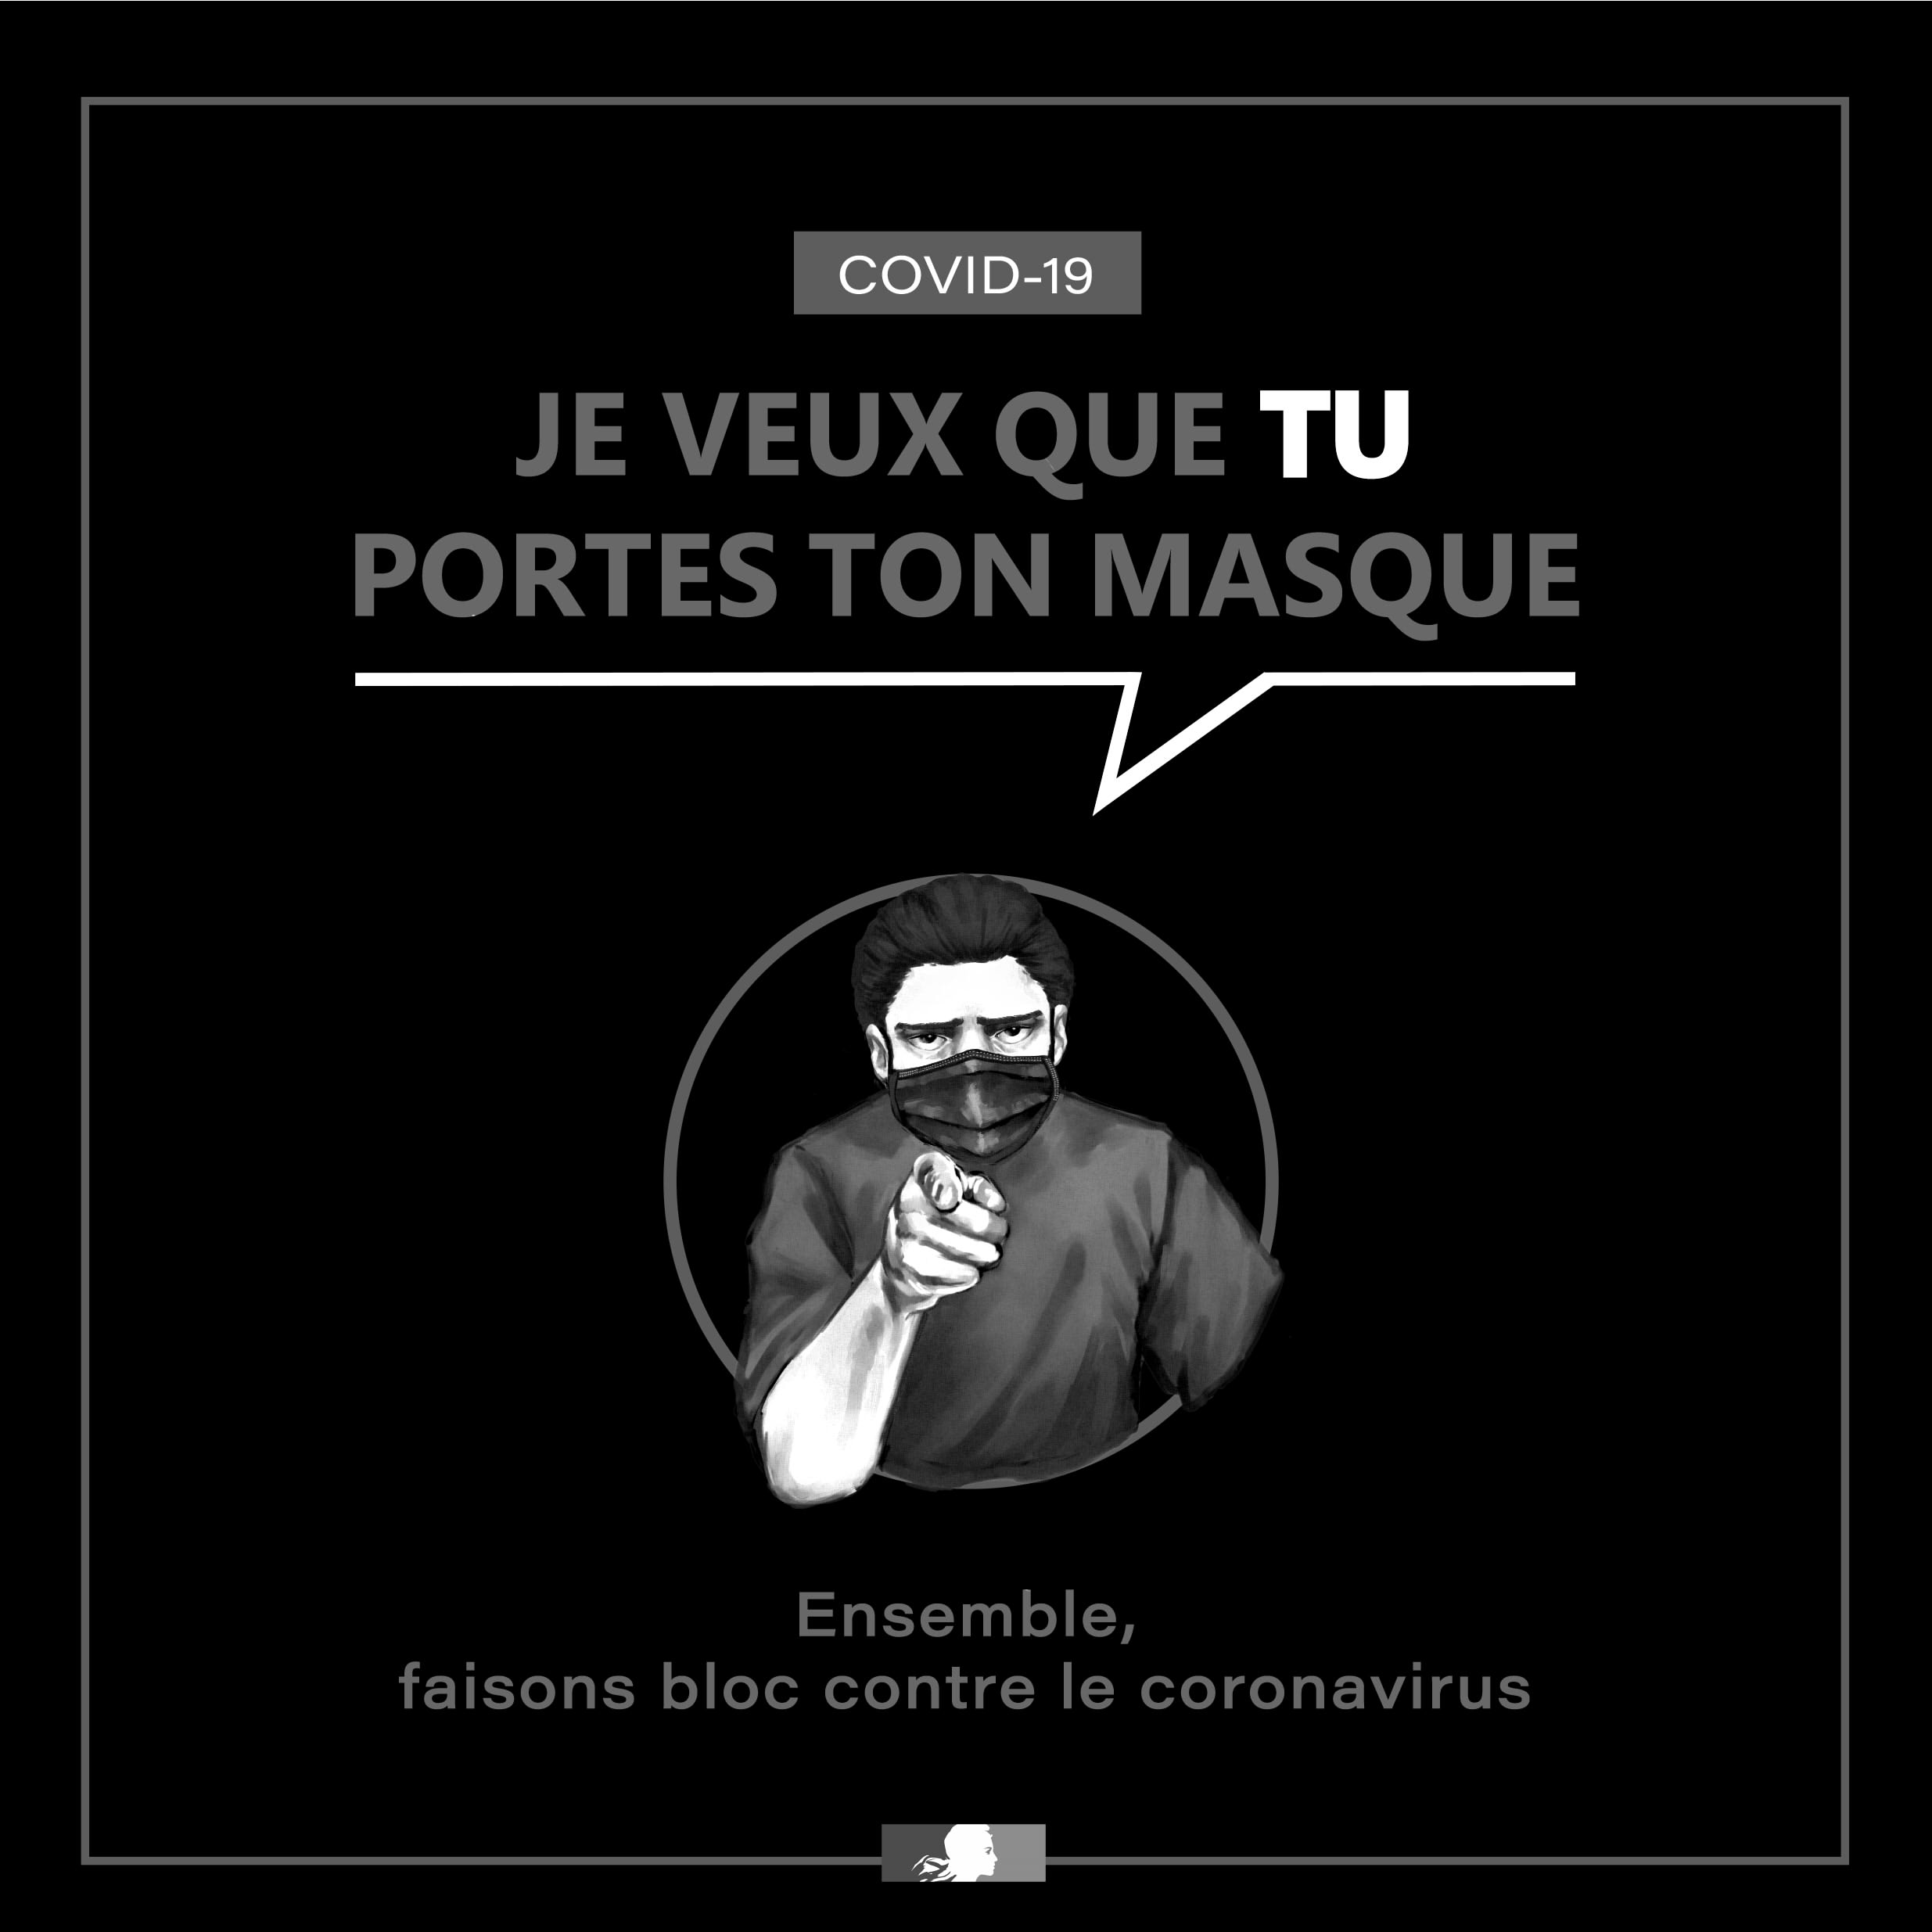 COVID-19
JE VEUX QUE TU
PORTES TON MASQUE
Ensemble,
faisons bloc contre le coronavirus